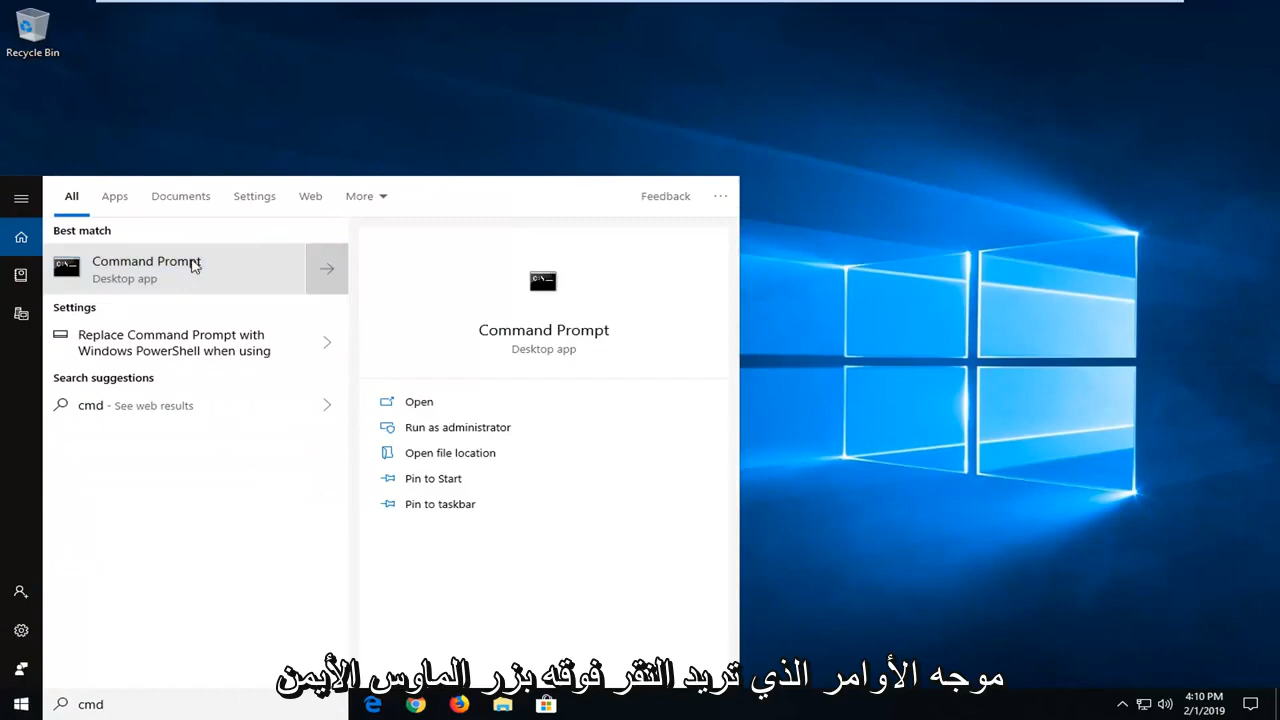 Recycle Bin
All Apps Documents Settings Web More Feedback ...
Best match
Command Prompt
Desktop app
Settings
Replace Command Prompt with
Windows PowerShell when using
Search suggestions
cmd - See web results
Command Prompt
Desktop app
Open
Run as administrator
Open file location
Pin to Start
Pin to taskbar
موجه الأوامر الذي تريد النقر فوقه بزر الماوس الأيمن
cmd
4:10 PM
2/1/2019